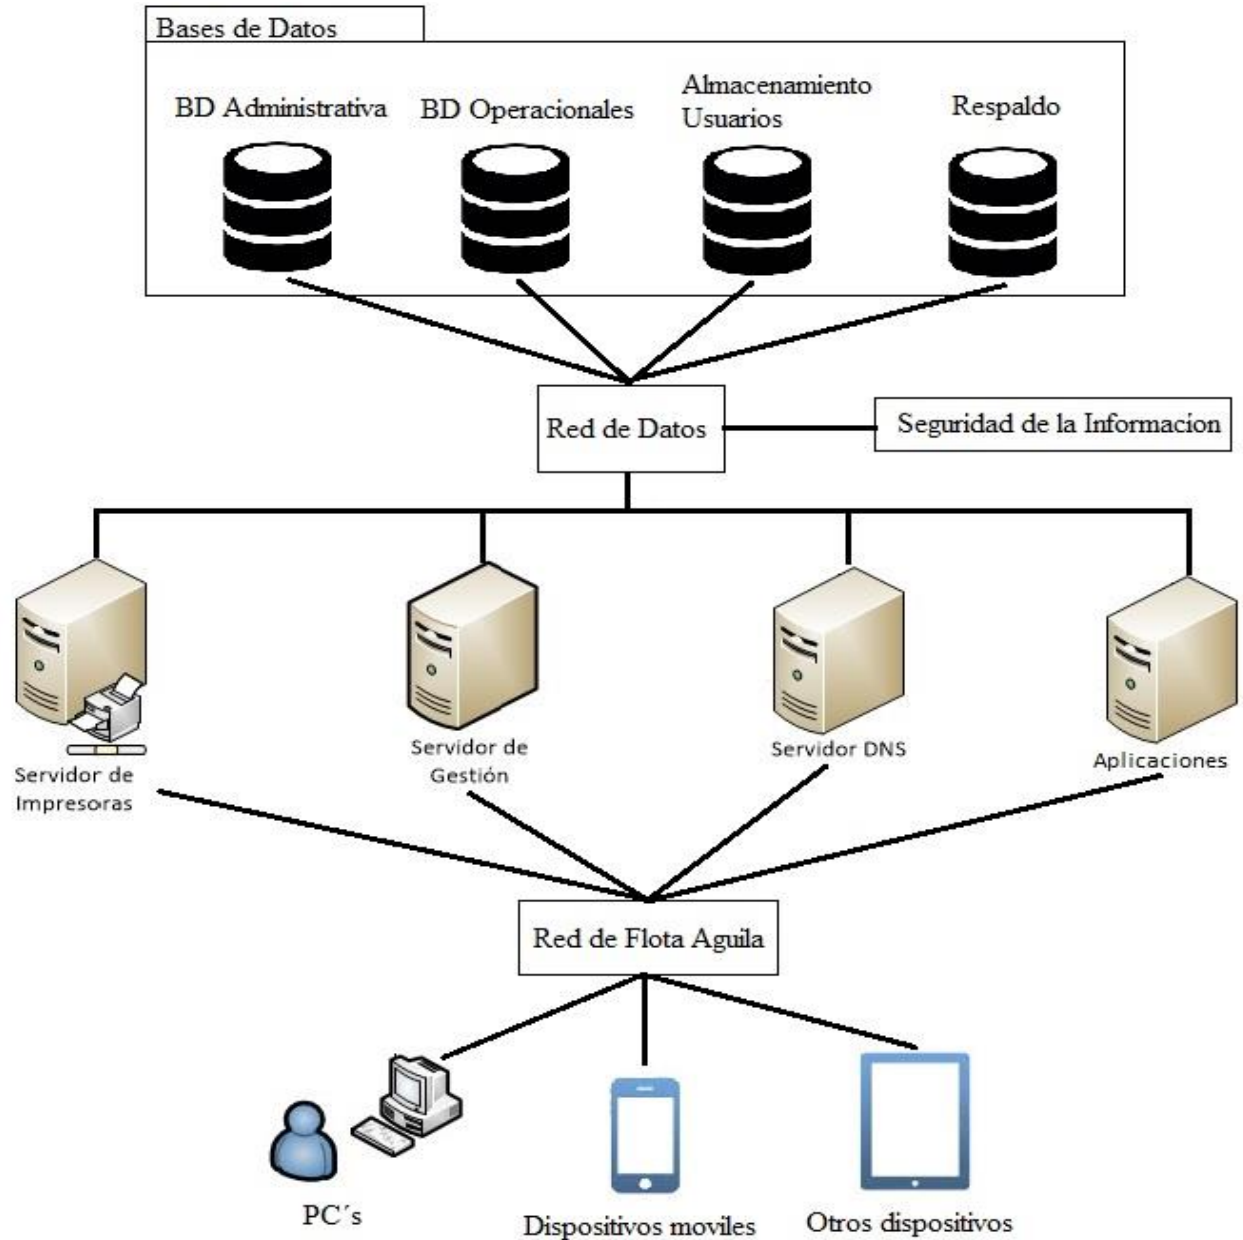 Bases de Datos
BD Administrativa
BD Operacionales
Almacenamiento
Usuarios
Respaldo
Red de Datos
Seguridad de la Informacíon
Servidor de
Impresoras
Servidor de
Gestión
Servidor DNS
Aplicaciones
Red de Flota Aguila
PC´s
Dispositivos moviles
Otros dispositivos